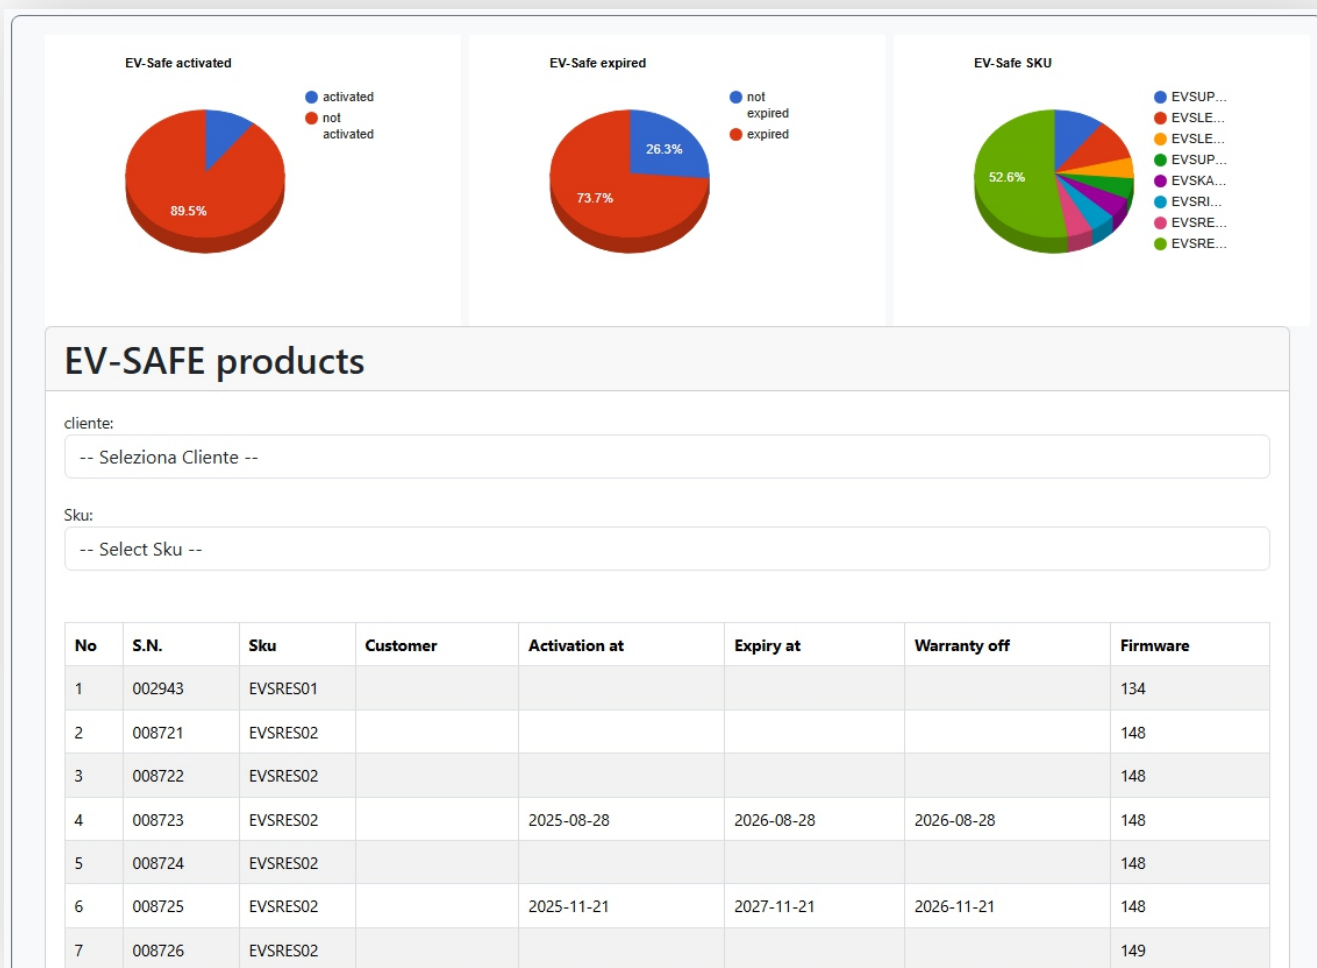 EV-Safe activated
activated
not
activated
89.5%
EV-Safe expired
not
expired
expired
26.3%
73.7%
EV-Safe SKU
EVSUP...
EVSLE...
EVSLE...
EVSUP...
EVSKA...
EVSRI...
EVSRE...
EVSRE...
52.6%
EV-SAFE products
cliente:
-- Seleziona Cliente --
Sku:
-- Select Sku --
No S.N. Sku Customer Activation at Expiry at Warranty off Firmware
1 002943 EVSRES01 134
2 008721 EVSRES02 148
3 008722 EVSRES02 148
4 008723 EVSRES02 2025-08-28 2026-08-28 2026-08-28 148
5 008724 EVSRES02 148
6 008725 EVSRES02 2025-11-21 2027-11-21 2026-11-21 148
7 008726 EVSRES02 149